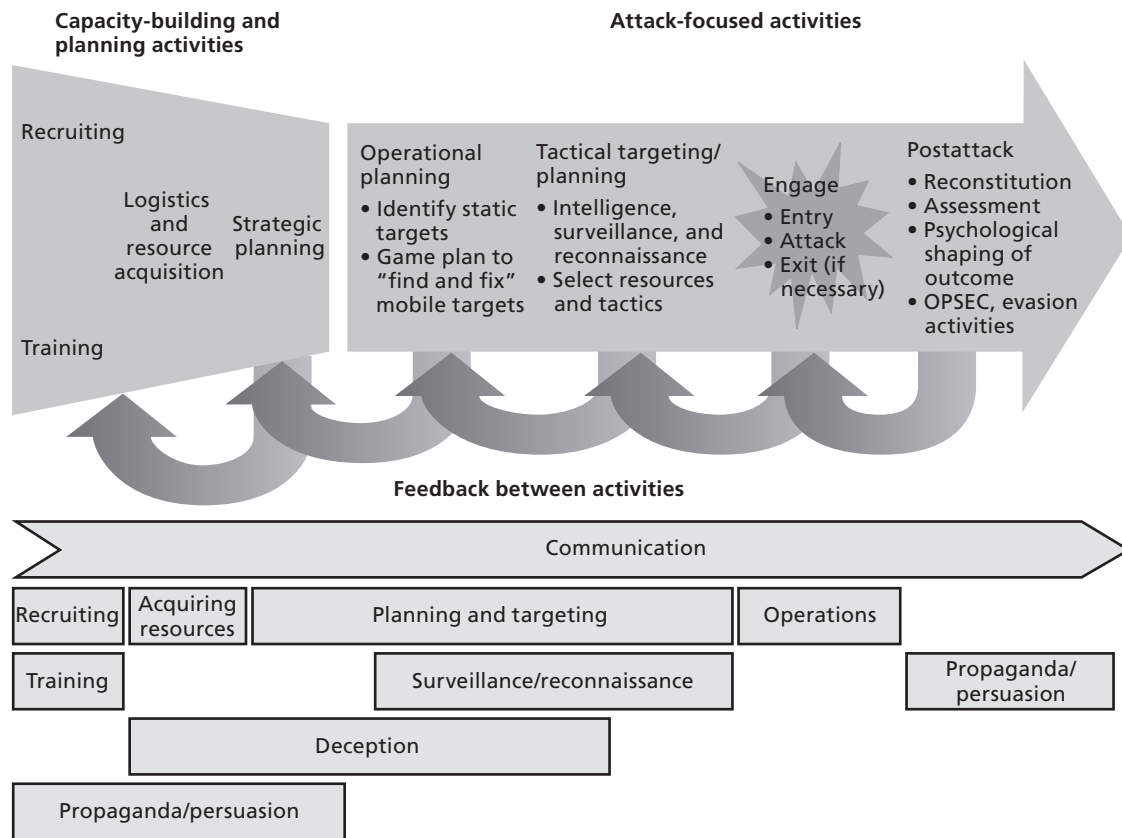 Capacity-building and
planning activities
Attack-focused activities
Recruiting
Logistics
and
resource
acquisition
Strategic
planning
Training
Operational
planning
• Identify static
targets
• Game plan to
“find and fix”
mobile targets
Tactical targeting/
planning
• Intelligence,
surveillance, and
reconnaissance
• Select resources
and tactics
Engage
• Entry
• Attack
• Exit (if
necessary)
Postattack
• Reconstitution
• Assessment
• Psychological
shaping of
outcome
• OPSEC, evasion
activities
Feedback between activities
Communication
Recruiting
Acquiring
resources
Planning and targeting
Operations
Training
Surveillance/reconnaissance
Propaganda/
persuasion
Deception
Propaganda/persuasion